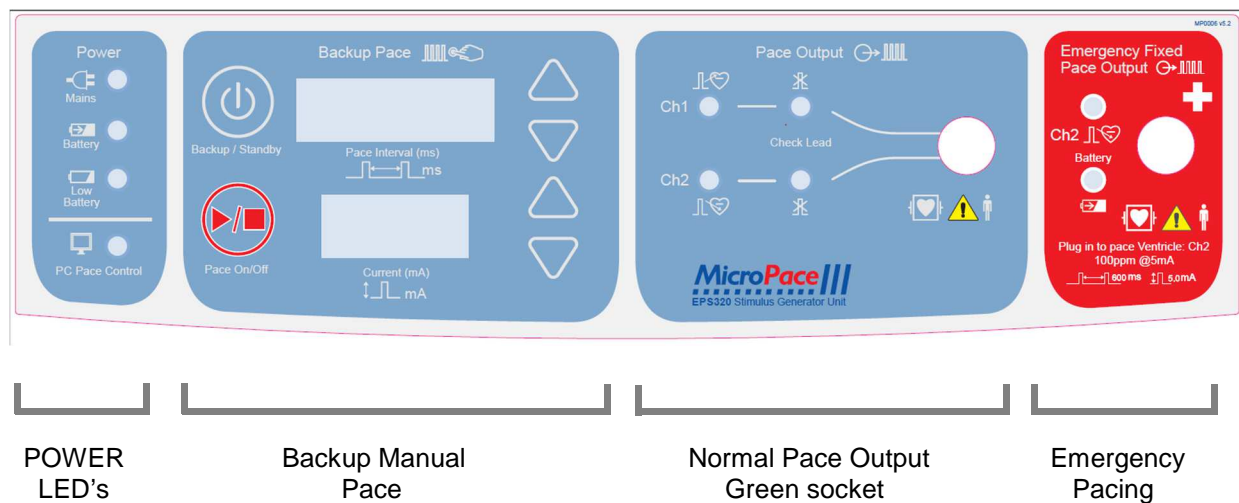 MP0006 v5.2
Power
Mains
Battery
Low
Battery
PC Pace Control
Backup Pace
Backup / Standby
Pace Interval (ms)
ms
Pace On/Off
Current (mA)
mA
Pace Output
Ch1
Check Lead
Ch2
MicroPace III
EPS320 Stimulus Generator Unit
Emergency Fixed
Pace Output
Ch2
Battery
Plug in to pace Ventricle: Ch2
100ppm @5mA
600 ms 5.0mA
POWER
LED's
Backup Manual
Pace
Normal Pace Output
Green socket
Emergency
Pacing